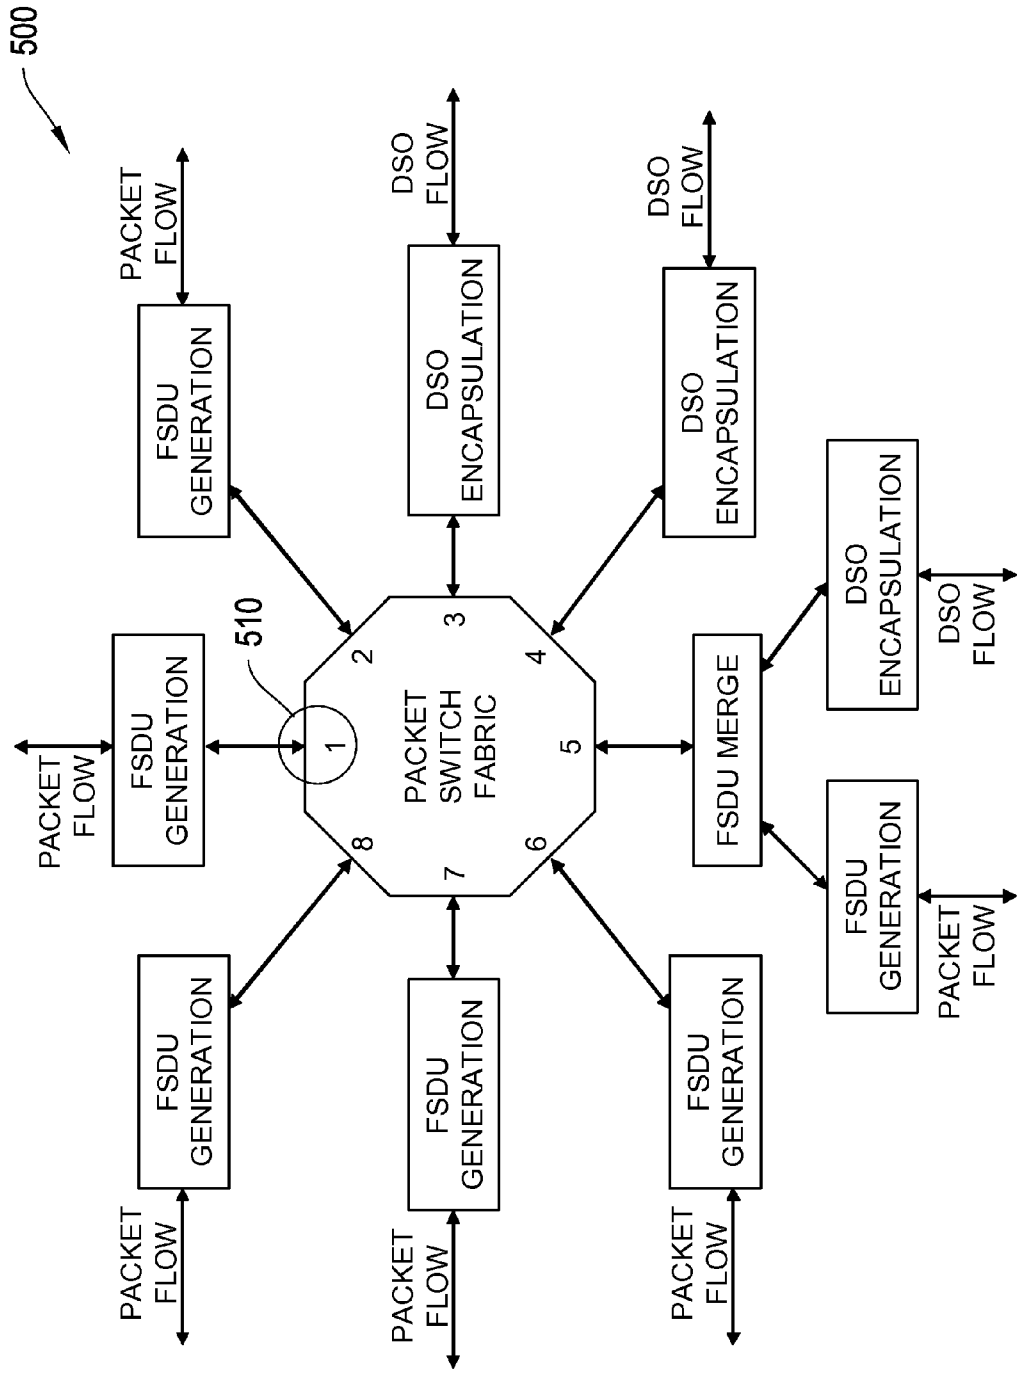 500
PACKET
FLOW
FSDU
GENERATION
PACKET
FLOW
FSDU
GENERATION
FSDU
GENERATION
PACKET
FLOW
510
1
8
2
PACKET
FLOW
FSDU
GENERATION
7
PACKET
SWITCH
FABRIC
3
DSO
ENCAPSULATION
DSO
FLOW
6
5
4
PACKET
FLOW
FSDU
GENERATION
FSDU MERGE
DSO
ENCAPSULATION
DSO
FLOW
FSDU
GENERATION
DSO
ENCAPSULATION
PACKET
FLOW
DSO
FLOW